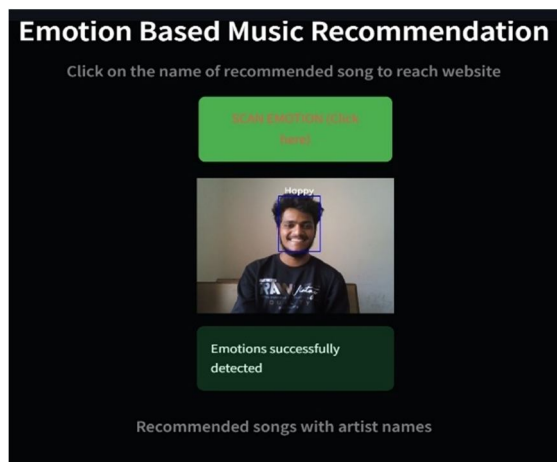 Emotion Based Music Recommendation
Click on the name of recommended song to reach website
SCAN EMOTION (Click
here)
Happy
RAW
Emotions successfully
detected
Recommended songs with artist names